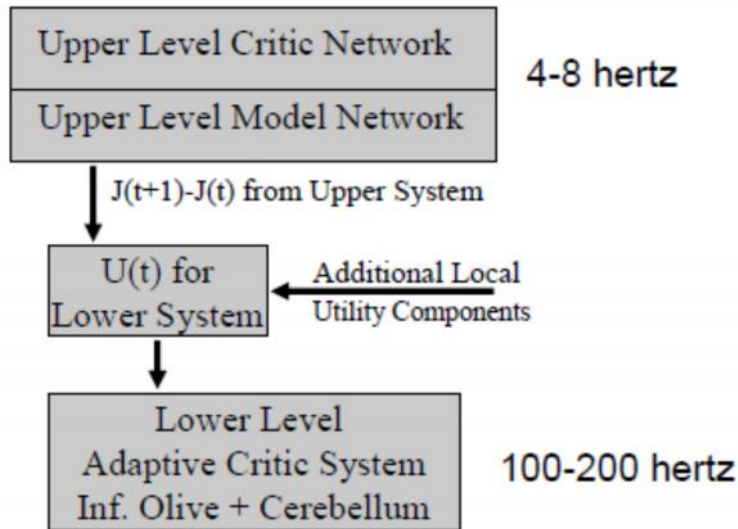 Upper Level Critic Network
4-8 hertz
Upper Level Model Network
J(t+1)-J(t) from Upper System
U(t) for
Lower System
Additional Local
Utility Components
Lower Level
Adaptive Critic System
Inf. Olive + Cerebellum
100-200 hertz